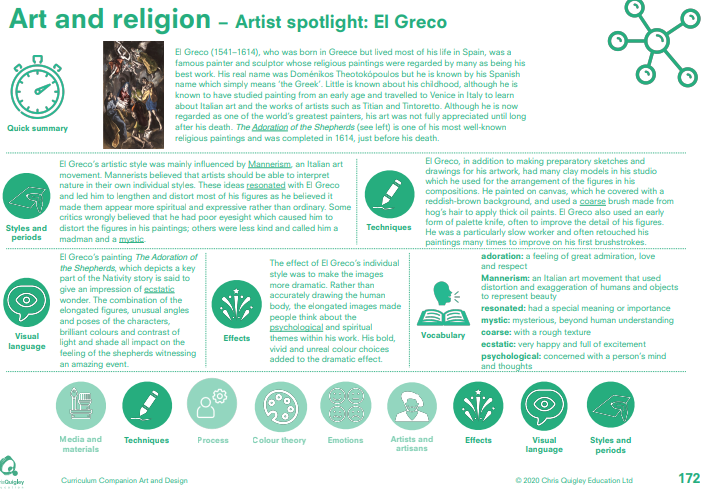 Art and religion – Artist spotlight: El Greco
El Greco (1541–1614), who was born in Greece but lived most of his life in Spain, was a
famous painter and sculptor whose religious paintings were regarded by many as being his
best work. His real name was Doménikos Theotokópoulos but he is known by his Spanish
name which simply means ‘the Greek’. Little is known about his childhood, although he is
known to have studied painting from an early age and travelled to Venice in Italy to learn
about Italian art and the works of artists such as Titian and Tintoretto. Although he is now
regarded as one of the world’s greatest painters, his art was not fully appreciated until long
after his death. The Adoration of the Shepherds (see left) is one of his most well-known
religious paintings and was completed in 1614, just before his death.
Quick summary
El Greco’s artistic style was mainly influenced by Mannerism, an Italian art
movement. Mannerists believed that artists should be able to interpret
nature in their own individual styles. These ideas resonated with El Greco
and led him to lengthen and distort most of his figures as he believed it
made them appear more spiritual and expressive rather than ordinary. Some
critics wrongly believed that he had poor eyesight which caused him to
distort the figures in his paintings; others were less kind and called him a
madman and a mystic.
Styles and
periods
El Greco, in addition to making preparatory sketches and
drawings for his artwork, had many clay models in his studio
which he used for the arrangement of the figures in his
compositions. He painted on canvas, which he covered with a
reddish-brown background, and used a coarse brush made from
hog’s hair to apply thick oil paints. El Greco also used an early
form of palette knife, often to improve the detail of his figures.
He was a particularly slow worker and often retouched his
paintings many times to improve on his first brushstrokes.
Techniques
El Greco’s painting The Adoration of
the Shepherds, which depicts a key
part of the Nativity story is said to
give an impression of ecstatic
wonder. The combination of the
elongated figures, unusual angles
and poses of the characters,
brilliant colours and contrast of
light and shade all impact on the
feeling of the shepherds witnessing
an amazing event.
Visual
language
The effect of El Greco’s individual
style was to make the images
more dramatic. Rather than
accurately drawing the human
body, the elongated images made
people think about the
psychological and spiritual
themes within his work. His bold,
vivid and unreal colour choices
added to the dramatic effect.
Effects
adoration: a feeling of great admiration, love
and respect
Mannerism: an Italian art movement that used
distortion and exaggeration of humans and objects
to represent beauty
resonated: had a special meaning or importance
mystic: mysterious, beyond human understanding
coarse: with a rough texture
ecstatic: very happy and full of excitement
psychological: concerned with a person’s mind
and thoughts
Vocabulary
Media and
materials
Techniques
Process
Colour theory
Emotions
Artists and
artisans
Effects
Visual
language
Styles and
periods
Quigley
Curriculum Companion Art and Design
© 2020 Chris Quigley Education Ltd
172